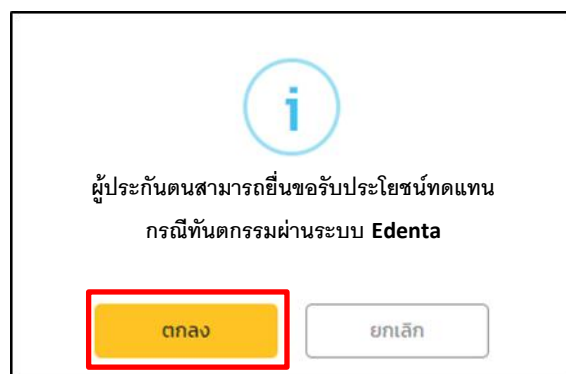 i
ผู้ประกันตนสามารถยื่นขอรับประโยชน์ทดแทน
กรณีทันตกรรมผ่านระบบ Edenta
ตกลง
ยกเลิก